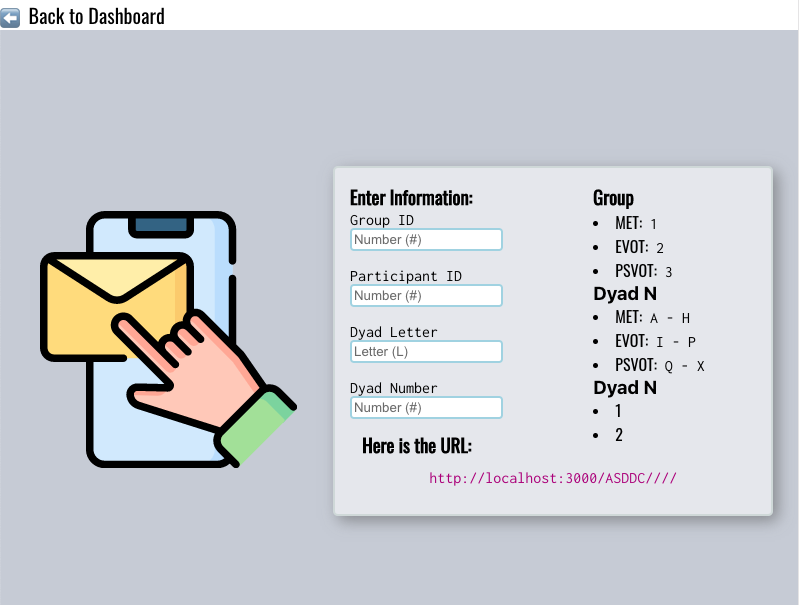 Back to Dashboard
Enter Information:
Group ID
Number (#)
Participant ID
Number (#)
Dyad Letter
Letter (L)
Dyad Number
Number (#)
Here is the URL:
http://localhost:3000/ASDDC////
Group
• MET: 1
• EVOT: 2
• PSVOT: 3
Dyad N
• MET: A - H
• EVOT: I - P
• PSVOT: Q - X
Dyad N
• 1
• 2